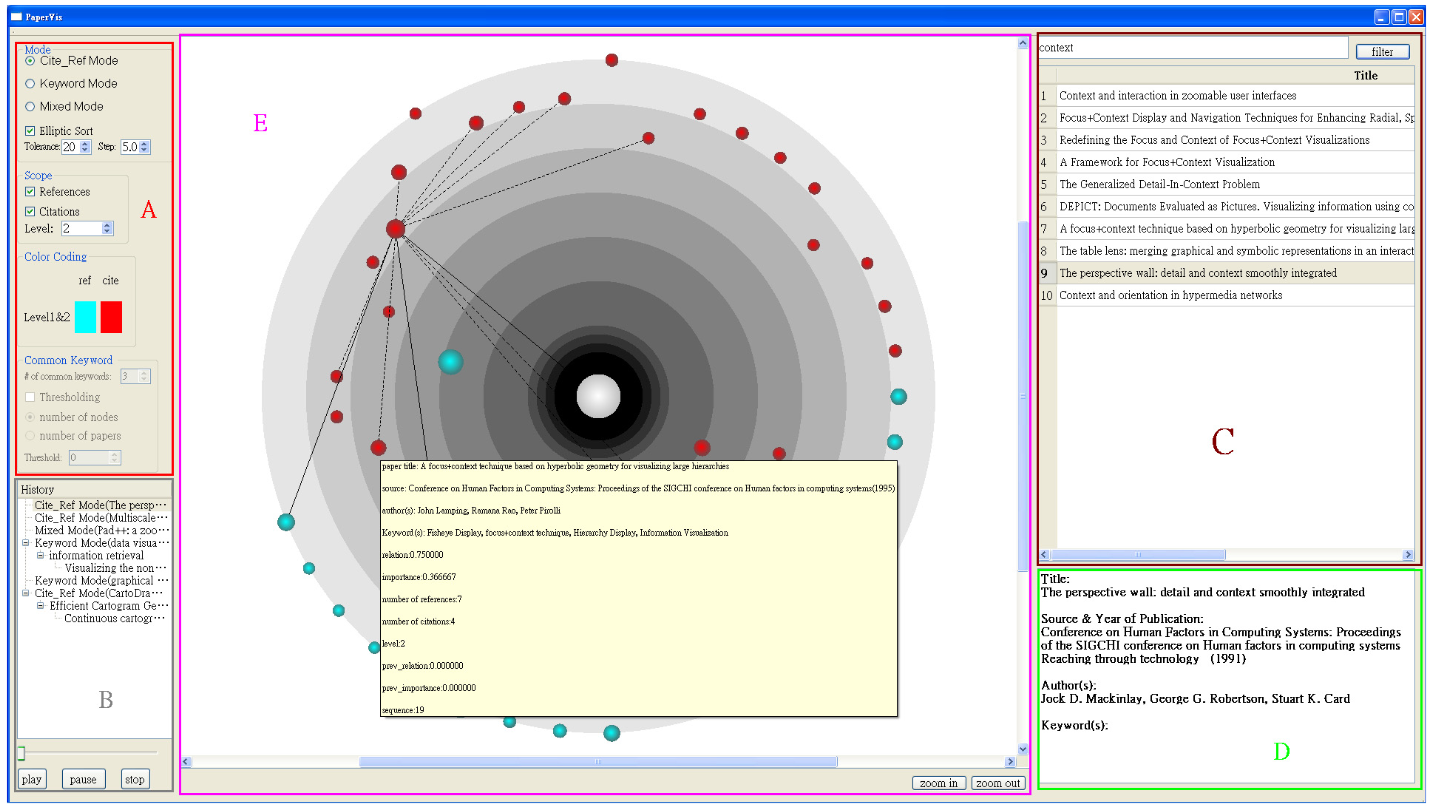 PaperVis
Mode
Cite_Ref Mode
Keyword Mode
Mixed Mode
Elliptic Sort
Tolerance: 20 Step: 5.0
Scope
References
Citations
Level: 2
A
Color Coding
ref cite
Level1&2
Common Keyword
# of common keywords: 3
Thresholding
number of nodes
number of papers
Threshold: 0
History
Cite_Ref Mode(The persp···
Cite_Ref Mode(Multiscale···
Mixed Mode(Pad++: a zoo···
Keyword Mode(data visua···
information retrieval
Visualizing the non···
Keyword Mode(graphical ···
Cite_Ref Mode(CartoDra···
Efficient Cartogram Ge···
Continuous cartogr···
B
play pause stop
E
paper title: A focus+context technique based on hyperbolic geometry for visualizing large hierarchies
source: Conference on Human Factors in Computing Systems: Proceedings of the SIGCHI conference on Human factors in computing systems(1995)
author(s): John Lamping, Ramana Rao, Peter Pirolli
Keyword(s): Fisheye Display, focus+context technique, Hierarchy Display, Information Visualization
relation:0.750000
importance:0.366667
number of references:7
number of citations:4
level:2
prev_relation:0.000000
prev_importance:0.000000
sequence:19
zoom in zoom out
context filter
Title
1 Context and interaction in zoomable user interfaces
2 Focus+Context Display and Navigation Techniques for Enhancing Radial, Sp
3 Redefining the Focus and Context of Focus+Context Visualizations
4 A Framework for Focus+Context Visualization
5 The Generalized Detail-In-Context Problem
6 DEPICT: Documents Evaluated as Pictures. Visualizing information using co
7 A focus+context technique based on hyperbolic geometry for visualizing larg
8 The table lens: merging graphical and symbolic representations in an interact
9 The perspective wall: detail and context smoothly integrated
10 Context and orientation in hypermedia networks
C
Title:
The perspective wall: detail and context smoothly integrated
Source & Year of Publication:
Conference on Human Factors in Computing Systems: Proceedings
of the SIGCHI conference on Human factors in computing systems
Reaching through technology (1991)
Author(s):
Jock D. Mackinlay, George G. Robertson, Stuart K. Card
Keyword(s):
D